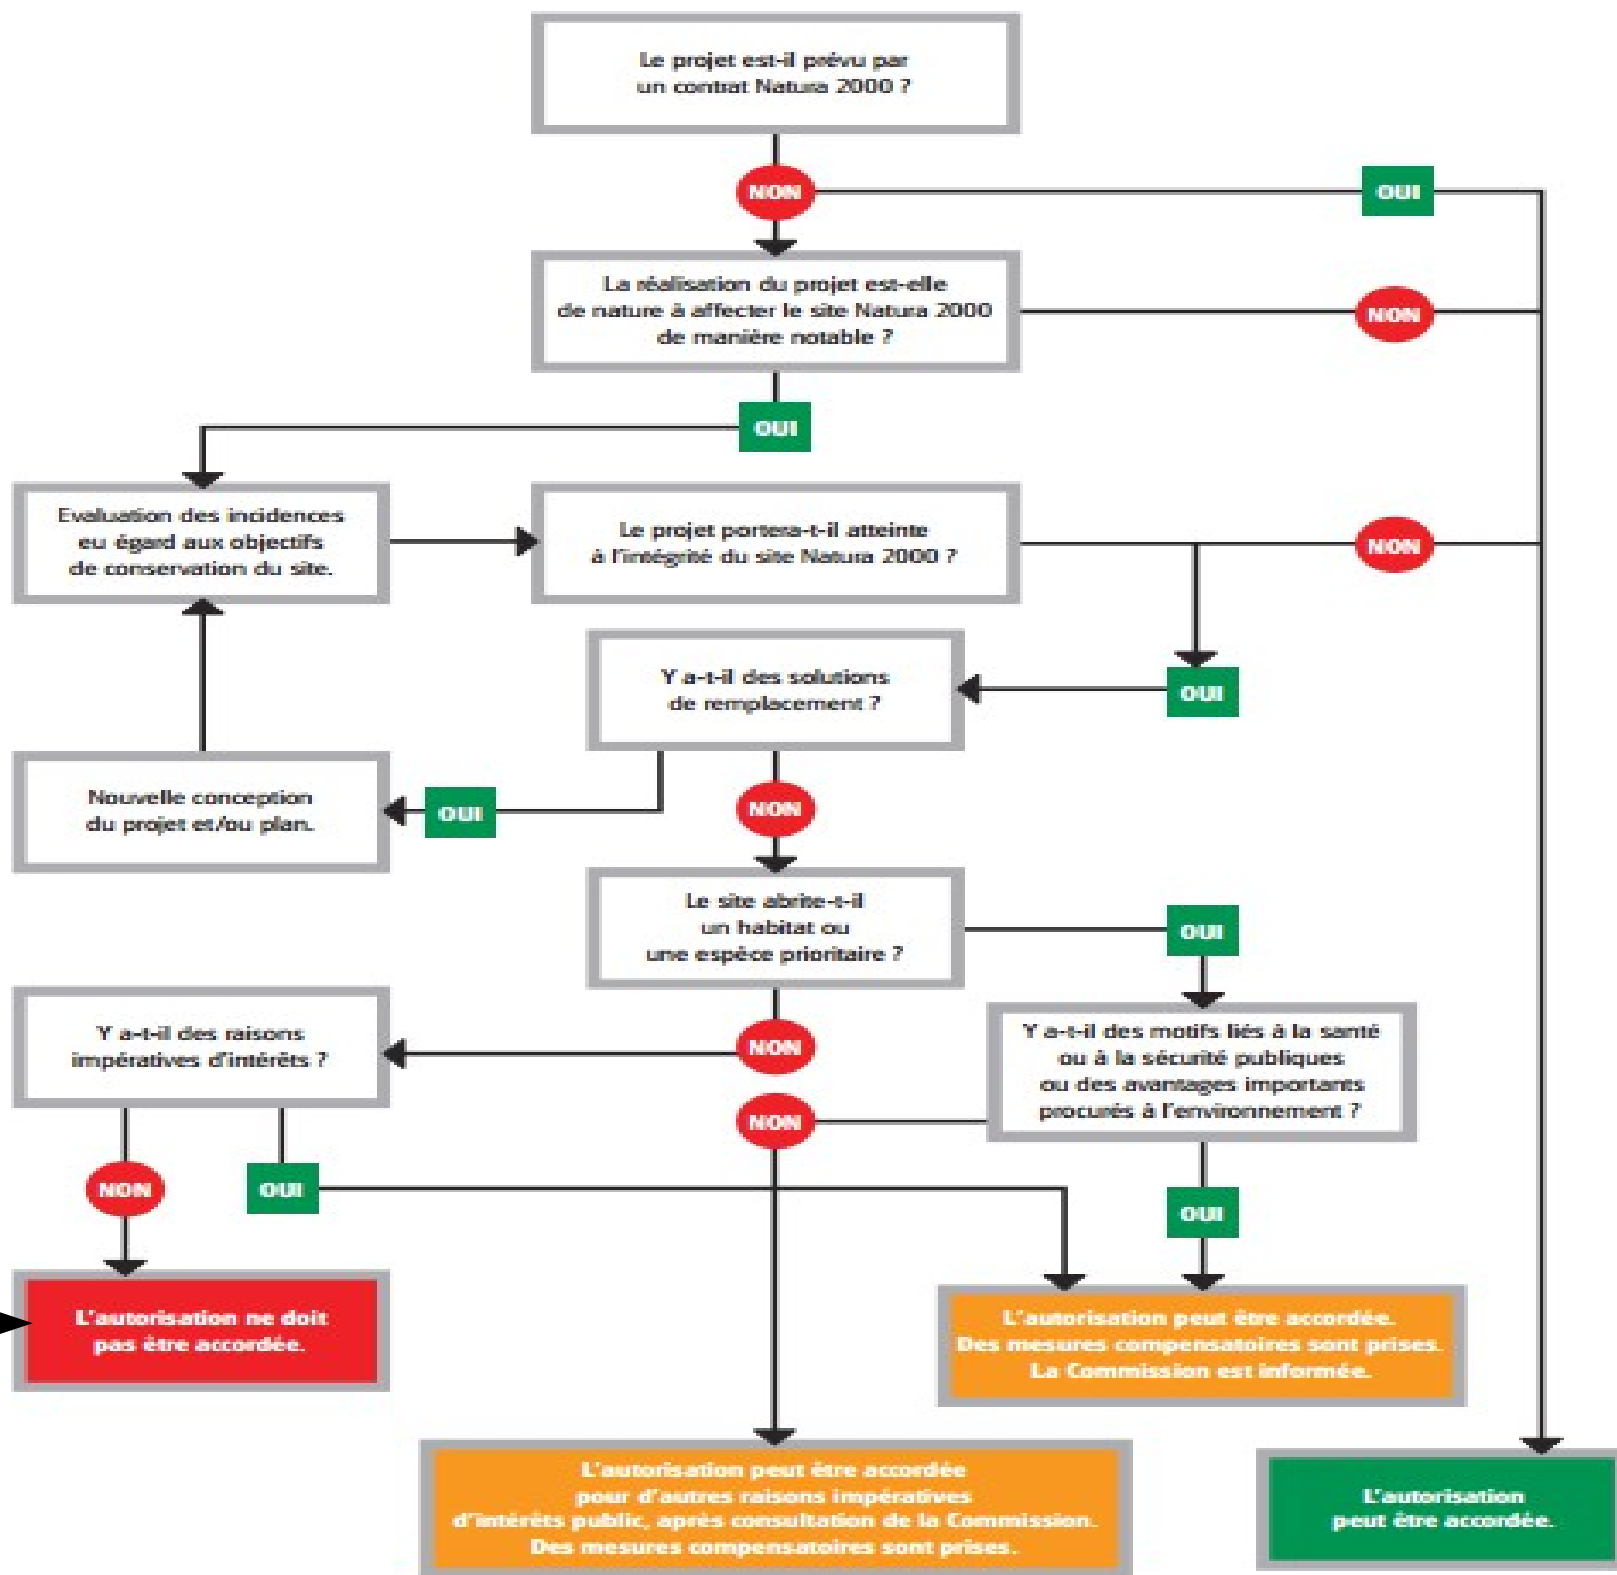 Le projet est-il prévu par
un contrat Natura 2000 ?
NON
OUI
La réalisation du projet est-elle
de nature à affecter le site Natura 2000
de manière notable ?
NON
OUI
Evaluation des incidences
eu égard aux objectifs
de conservation du site.
Le projet portera-t-il atteinte
à l'intégrité du site Natura 2000 ?
NON
Y a-t-il des solutions
de remplacement ?
OUI
Nouvelle conception
du projet et/ou plan.
OUI
NON
Le site abrite-t-il
un habitat ou
une espèce prioritaire ?
OUI
Y a-t-il des raisons
impératives d'intérêts ?
NON
Y a-t-il des motifs liés à la santé
ou à la sécurité publiques
ou des avantages importants
procurés à l'environnement ?
NON
NON
OUI
OUI
L'autorisation ne doit
pas être accordée.
L'autorisation peut être accordée.
Des mesures compensatoires sont prises.
La Commission est informée.
L'autorisation peut être accordée
pour d'autres raisons impératives
d'intérêts public, après consultation de la Commission.
Des mesures compensatoires sont prises.
L'autorisation
peut être accordée.